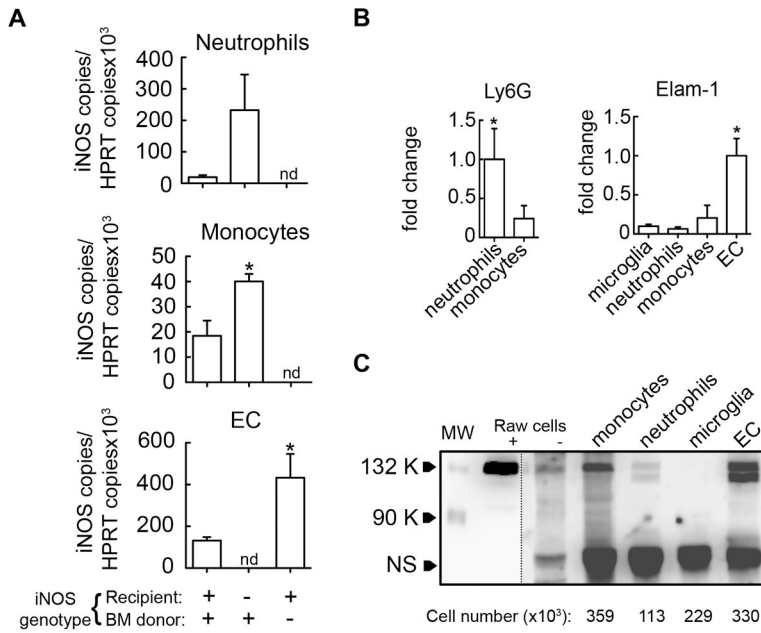 A
Neutrophils
iNOS copies/
HPRT copiesx10³
400
300
200
100
0
nd
Monocytes
iNOS copies/
HPRT copiesx10³
50
40
30
20
10
0
*
nd
EC
iNOS copies/
HPRT copiesx10³
600
400
200
0
nd
*
iNOS genotype { Recipient: + - +
BM donor: + + -
B
Ly6G
fold change
1.5
1.0
0.5
0
*
neutrophils
monocytes
Elam-1
fold change
1.5
1.0
0.5
0
*
microglia
neutrophils
monocytes
EC
C
MW
Raw cells
+ -
monocytes
neutrophils
microglia
EC
132 K
90 K
NS
Cell number (x10³): 359 113 229 330